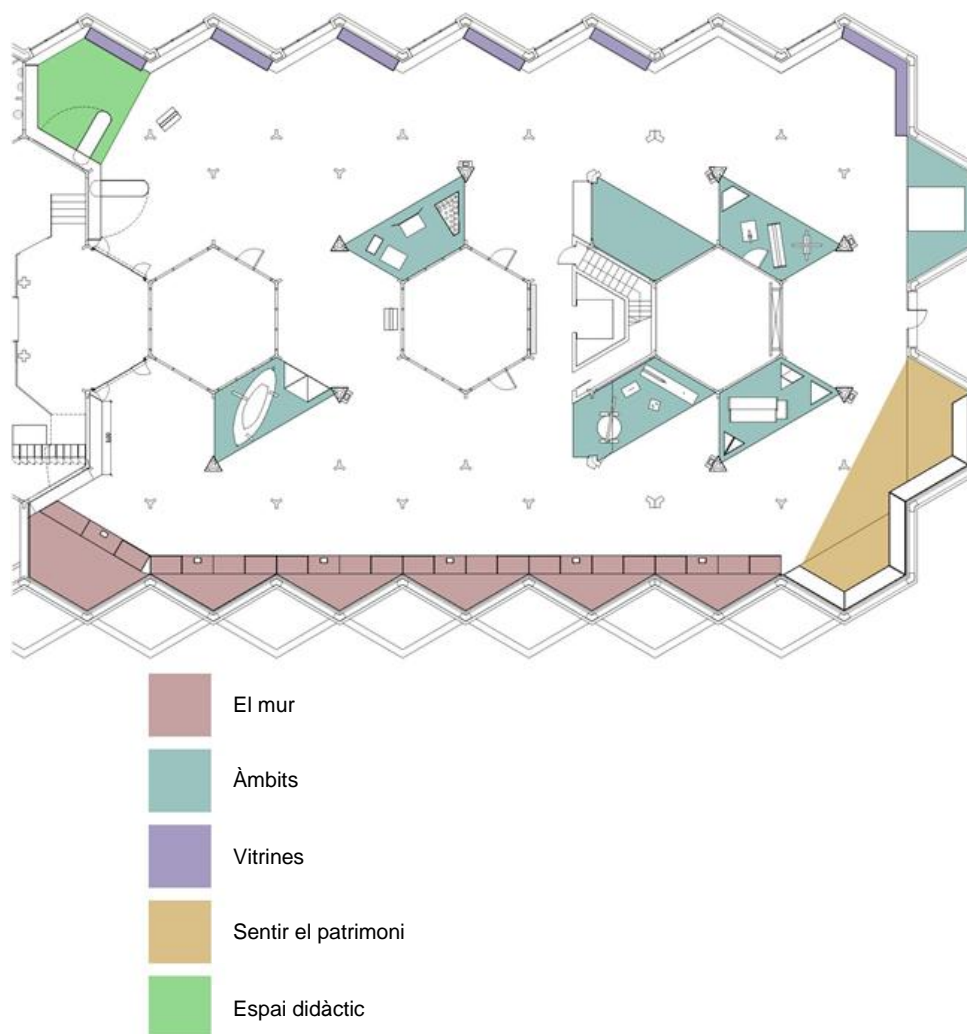 El mur
Àmbits
Vitrines
Sentir el patrimoni
Espai didàctic